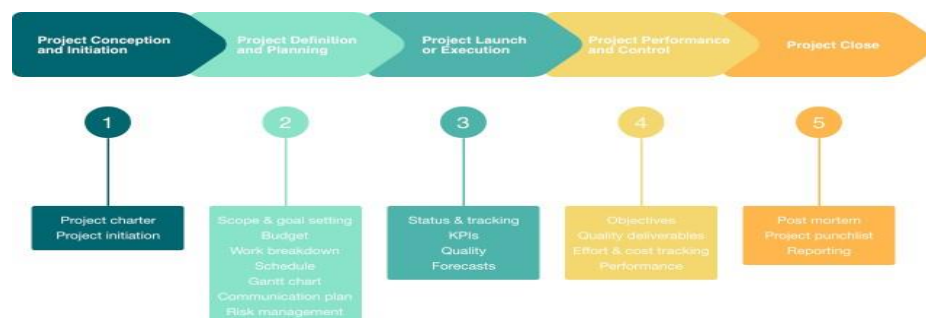 Project Conception
and Initiation
Project Definition
and Planning
Project Launch
or Execution
Project Performance
and Control
Project Close
1
2
3
4
5
Project charter
Project initiation
Scope & goal setting
Budget
Work breakdown
Schedule
Gantt chart
Communication plan
Risk management
Status & tracking
KPIs
Quality
Forecasts
Objectives
Quality deliverables
Effort & cost tracking
Performance
Post mortem
Project punchlist
Reporting